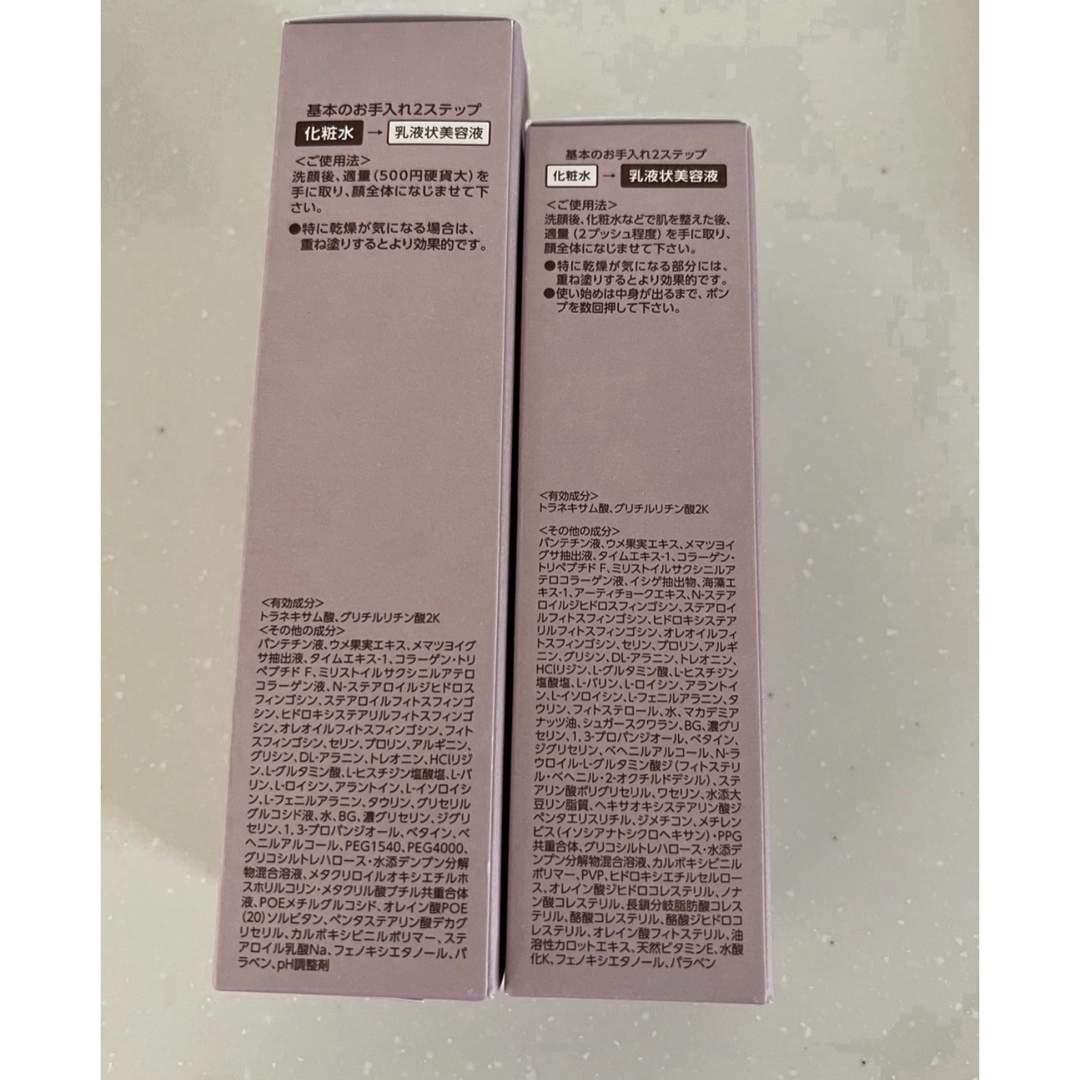 基本のお手入れ2ステップ
化粧水 → 乳液状美容液
<ご使用法>
洗顔後、適量(500円硬貨大)を
手に取り、顔全体になじませて下
さい。
●特に乾燥が気になる場合は、
重ね塗りするとより効果的です。
<有効成分>
トラネキサム酸、グリチルリチン酸2K
<その他の成分>
パンテチン液、ウメ果実エキス、メマツヨイグ
サ抽出液、タイムエキス-1、コラーゲン・トリ
ペプチド F、ミリストイルサクシニルアテロ
コラーゲン液、N-ステアロイルジヒドロス
フィンゴシン、ステアロイルフィトスフィンゴ
シン、ヒドロキシステアリルフィトスフィンゴ
シン、オレオイルフィトスフィンゴシン、フィト
スフィンゴシン、セリン、プロリン、アルギニン、
グリシン、DL-アラニン、トレオニン、HClリジ
ン、L-グルタミン酸、L-ヒスチジン塩酸塩、L-バ
リン、L-ロイシン、アラントイン、L-イソロイシ
ン、L-フェニルアラニン、タウリン、グリセリル
グルコシド液、水、BG、濃グリセリン、ジグリ
セリン、1,3-プロパンジオール、ベタイン、ベ
ヘニルアルコール、PEG1540、PEG4000、
グリコシルトレハロース・水添デンプン分解
物混合溶液、メタクリロイルオキシエチルホ
スホリルコリン・メタクリル酸ブチル共重合体
液、POEメチルグルコシド、オレイン酸POE
(20)ソルビタン、ペンタステアリン酸デカグ
リセリル、カルボキシビニルポリマー、ステ
アロイル乳酸Na、フェノキシエタノール、パ
ラベン、pH調整剤
基本のお手入れ2ステップ
化粧水 → 乳液状美容液
<ご使用法>
洗顔後、化粧水などで肌を整えた後、
適量(2プッシュ程度)を手に取り、
顔全体になじませて下さい。
●特に乾燥が気になる部分には、
重ね塗りするとより効果的です。
●使い始めは中身が出るまで、ポン
プを数回押して下さい。
<有効成分>
トラネキサム酸、グリチルリチン酸2K
<その他の成分>
パンテチン液、ウメ果実エキス、メマツヨイ
グサ抽出液、タイムエキス-1、コラーゲン・
トリペプチド F、ミリストイルサクシニルア
テロコラーゲン液、イシゲ抽出物、海藻エ
キス-1、アーティチョークエキス、N-ステア
ロイルジヒドロスフィンゴシン、ステアロイ
ルフィトスフィンゴシン、ヒドロキシステア
リルフィトスフィンゴシン、オレオイルフィ
トスフィンゴシン、セリン、プロリン、アルギ
ニン、グリシン、DL-アラニン、トレオニン、
HClリジン、L-グルタミン酸、L-ヒスチジン
塩酸塩、L-バリン、L-ロイシン、アラントイ
ン、L-イソロイシン、L-フェニルアラニン、タ
ウリン、フィトステロール、水、マカデミア
ナッツ油、シュガースクワラン、BG、濃グリ
セリン、1,3-プロパンジオール、ベタイン、
ジグリセリン、ベヘニルアルコール、N-ラ
ウロイル-L-グルタミン酸ジ(フィトステリ
ル・ベヘニル・2-オクチルドデシル)、ステ
アリン酸ポリグリセリル、ワセリン、水添大
豆リン脂質、ヘキサオキシステアリン酸ジ
ペンタエリスリチル、ジメチコン、メチレン
ビス(イソシアナトシクロヘキサン)・PPG
共重合体、グリコシルトレハロース・水添デ
ンプン分解物混合溶液、カルボキシビニル
ポリマー、PVP、ヒドロキシエチルセルロー
ス、オレイン酸ジヒドロコレステリル、ノナ
ン酸コレステリル、長鎖分岐脂肪酸コレス
テリル、酪酸コレステリル、酪酸ジヒドロコ
レステリル、オレイン酸フィトステリル、油
溶性カロットエキス、天然ビタミンE、水酸
化K、フェノキシエタノール、パラベン